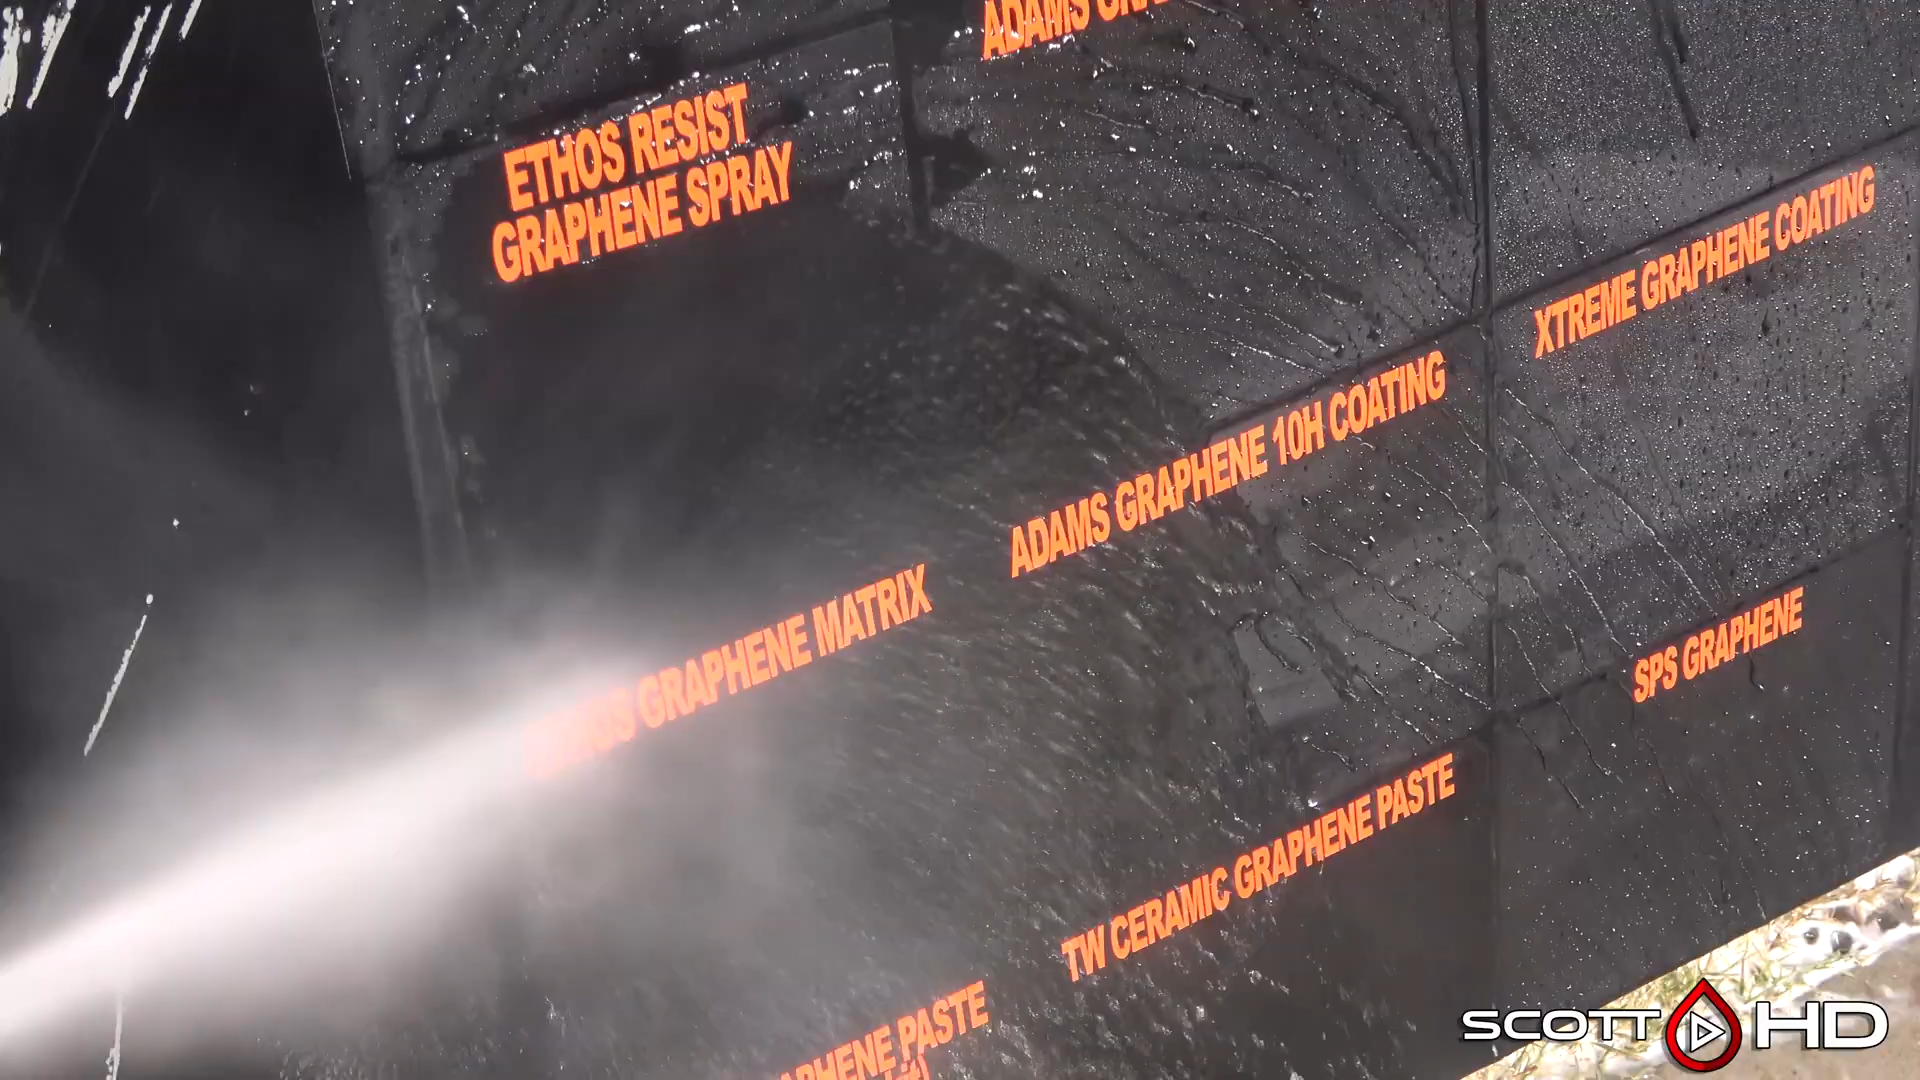 ADAMS
ETHOS RESIST
GRAPHENE SPRAY
XTREME GRAPHENE COATING
ADAMS GRAPHENE 10H COATING
GRAPHENE MATRIX
SPS GRAPHENE
TW CERAMIC GRAPHENE PASTE
PASTE
SCOTT HD